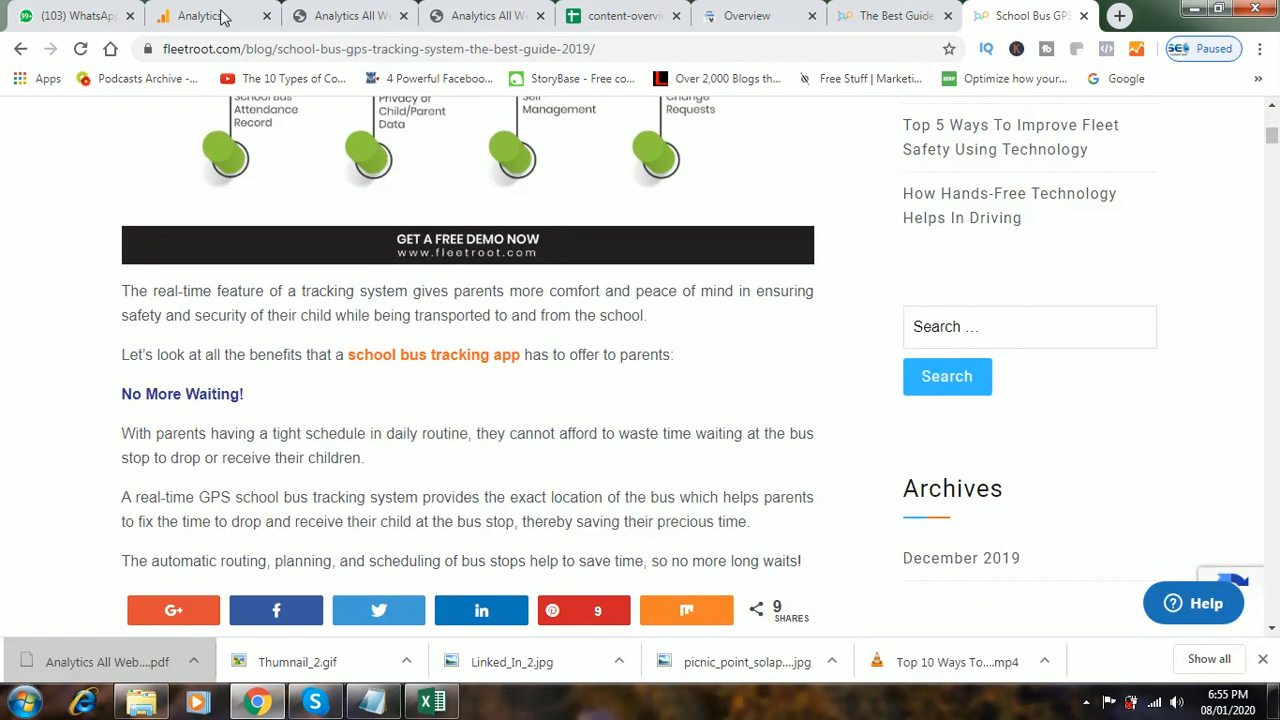 (103) WhatsApp
Analytics
Analytics All We
Analytics All We
content-overvie
Overview
The Best Guide
School Bus GPS
fleetroot.com/blog/school-bus-gps-tracking-system-the-best-guide-2019/
Paused
Apps
Podcasts Archive -...
The 10 Types of Co...
4 Powerful Faceboo...
StoryBase - Free co...
Over 2,000 Blogs th...
Free Stuff | Marketi...
Optimize how your...
Google
»
School Bus
Attendance
Record
Privacy of
Child/Parent
Data
Self
Management
Change
Requests
GET A FREE DEMO NOW
www.fleetroot.com
The real-time feature of a tracking system gives parents more comfort and peace of mind in ensuring
safety and security of their child while being transported to and from the school.
Let's look at all the benefits that a school bus tracking app has to offer to parents:
No More Waiting!
With parents having a tight schedule in daily routine, they cannot afford to waste time waiting at the bus
stop to drop or receive their children.
A real-time GPS school bus tracking system provides the exact location of the bus which helps parents
to fix the time to drop and receive their child at the bus stop, thereby saving their precious time.
The automatic routing, planning, and scheduling of bus stops help to save time, so no more long waits!
G+
9
9
SHARES
Top 5 Ways To Improve Fleet
Safety Using Technology
How Hands-Free Technology
Helps In Driving
Search …
Search
Archives
December 2019
Help
Analytics All Web....pdf
Thumbnail_2.gif
Linked_In_2.jpg
picnic_point_solap....jpg
Top 10 Ways To....mp4
Show all
6:55 PM
08/01/2020